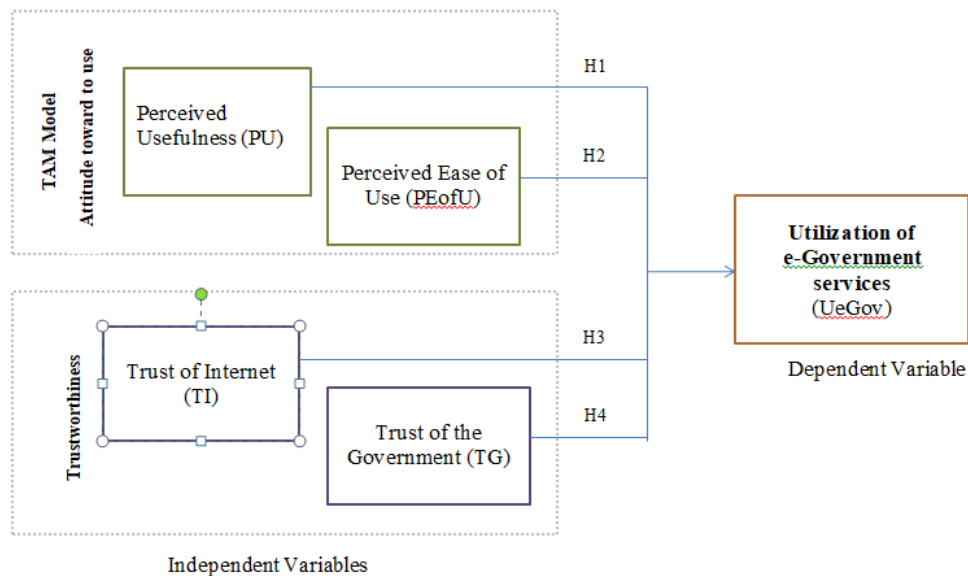 TAM Model
Attitude toward to use
Perceived
Usefulness (PU)
Perceived Ease of
Use (PEofU)
H1
H2
Utilization of
e-Government
services
(UeGov)
Dependent Variable
Trustworthiness
Trust of Internet
(TI)
Trust of the
Government (TG)
H3
H4
Independent Variables